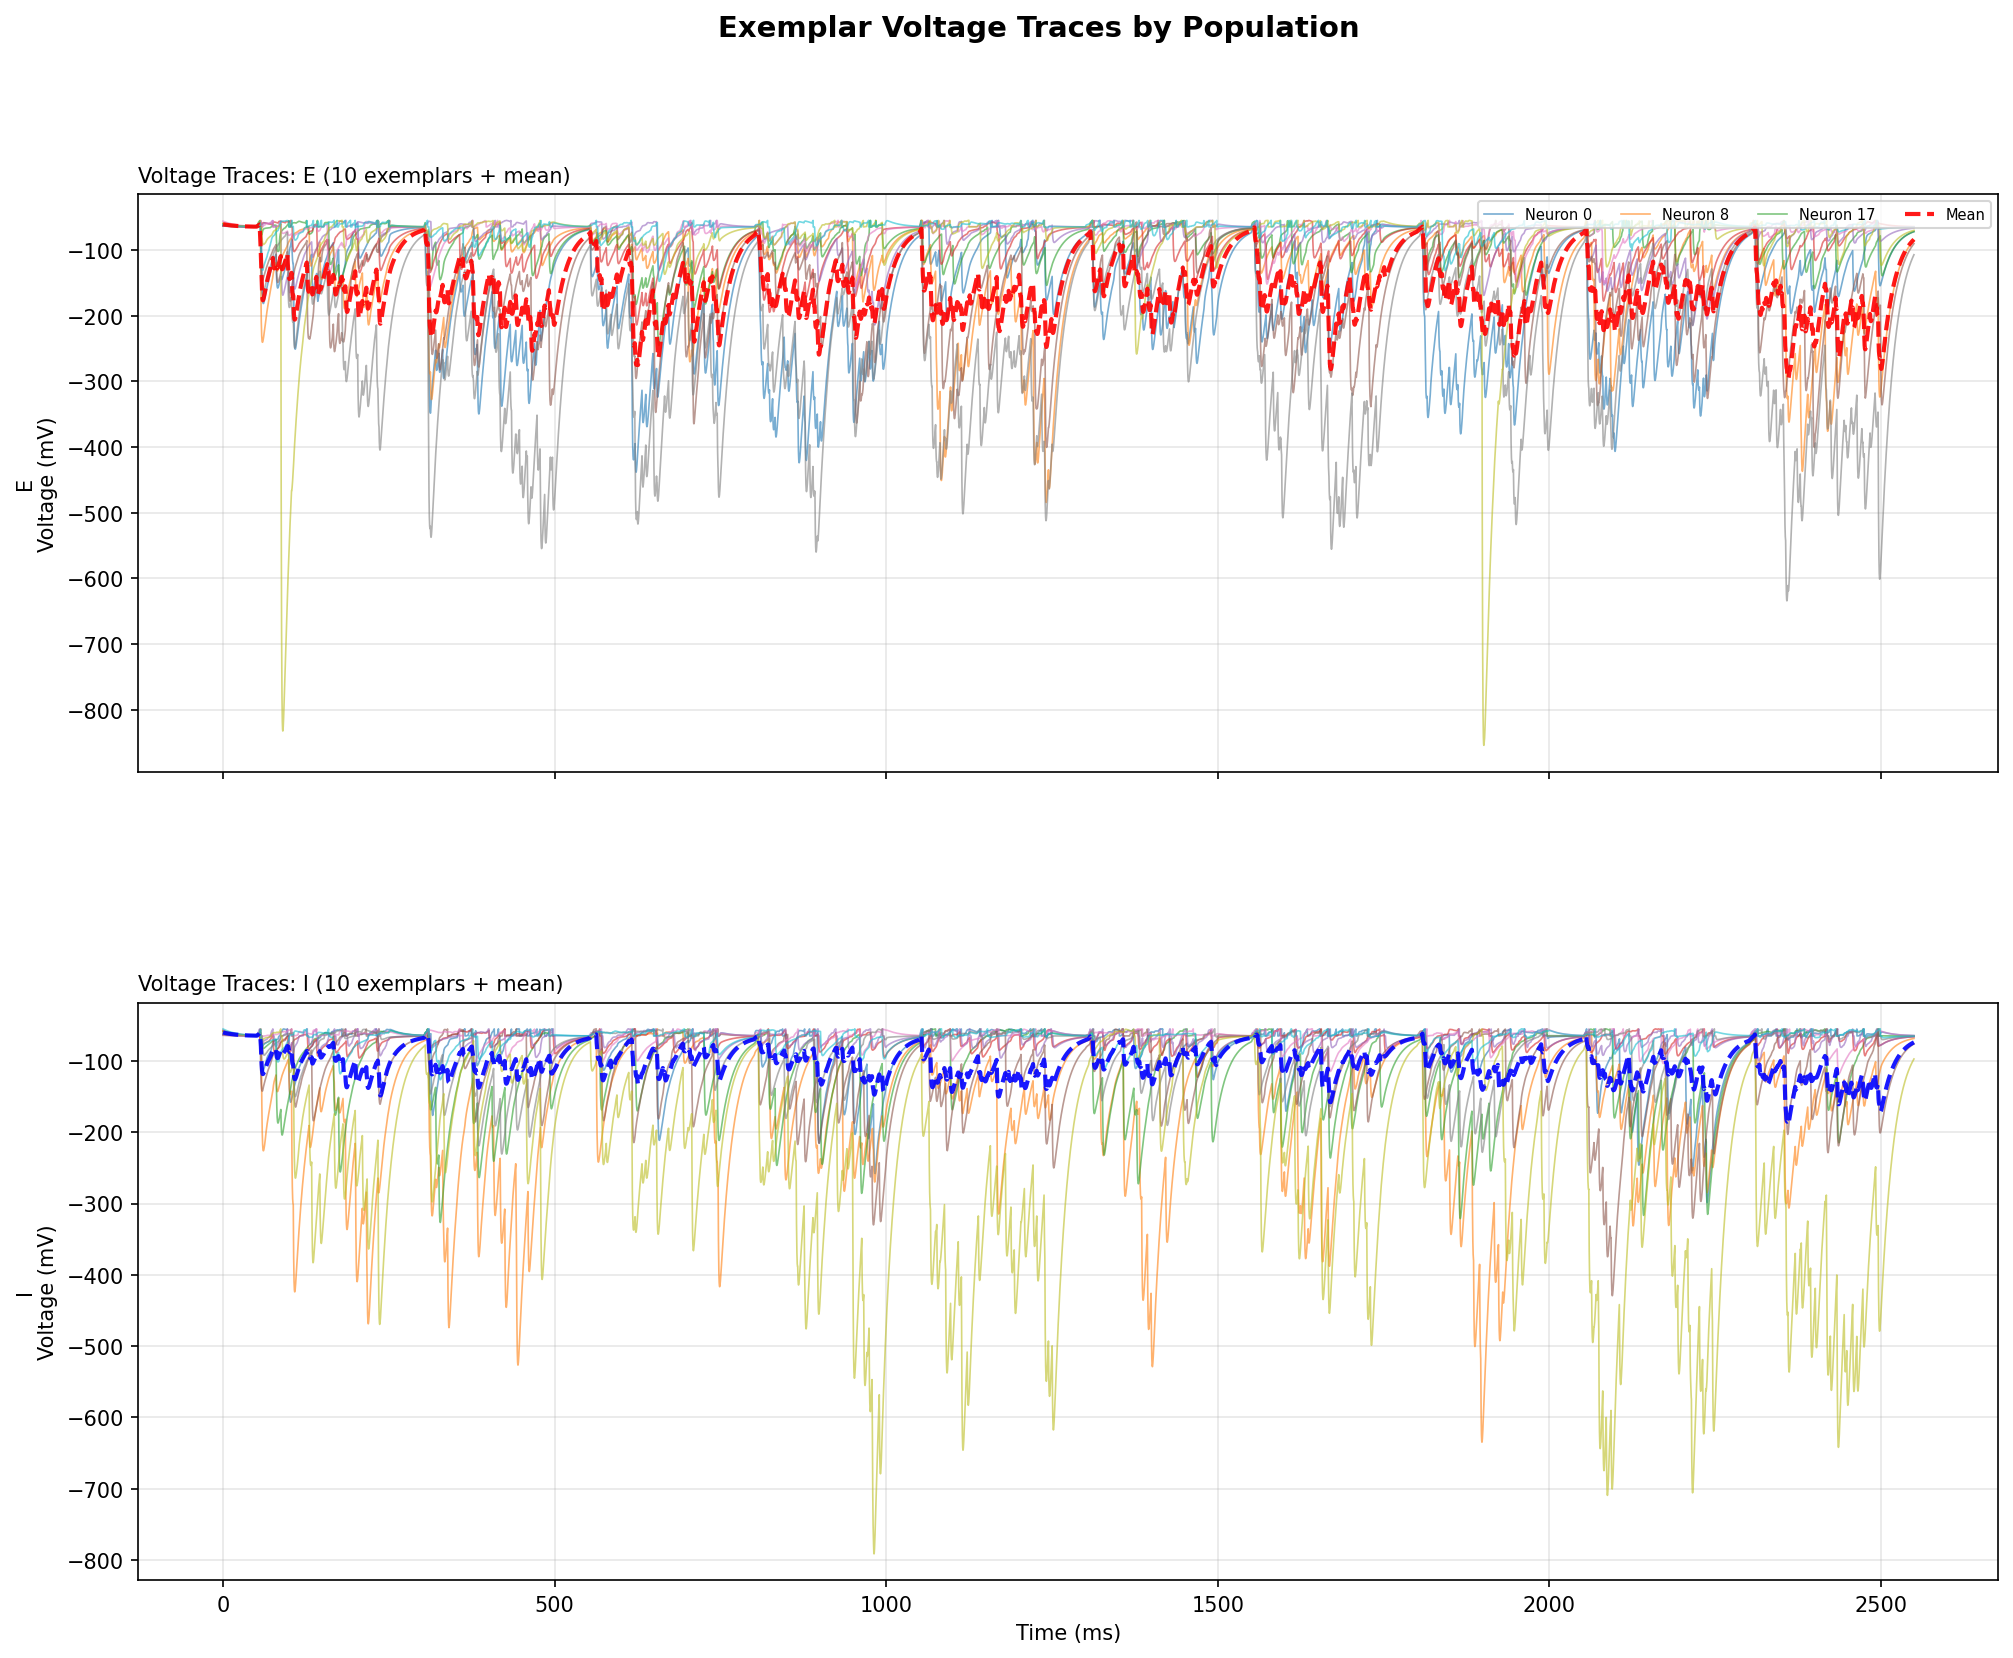 Exemplar Voltage Traces by Population
Voltage Traces: E (10 exemplars + mean)
Neuron 0 Neuron 8 Neuron 17 Mean
E
Voltage (mV)
−100
−200
−300
−400
−500
−600
−700
−800
Voltage Traces: I (10 exemplars + mean)
I
Voltage (mV)
−100
−200
−300
−400
−500
−600
−700
−800
0 500 1000 1500 2000 2500
Time (ms)